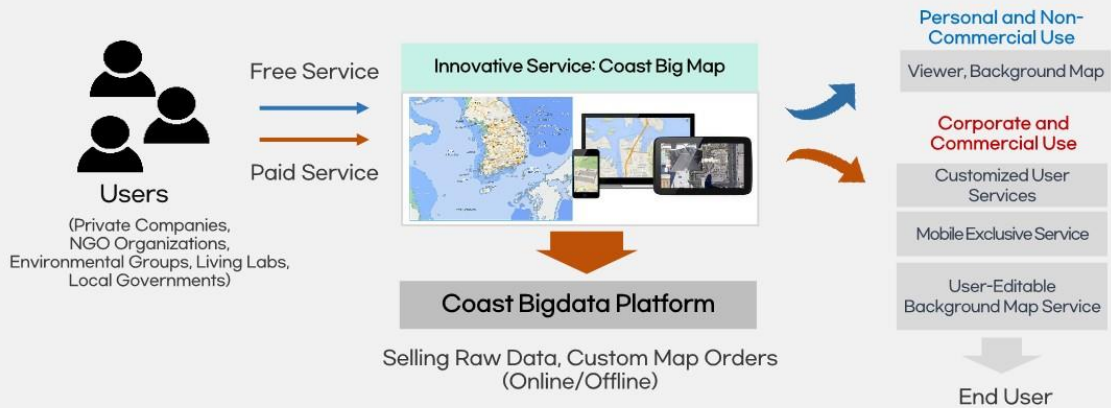 Users
(Private Companies,
NGO Organizations,
Environmental Groups, Living Labs,
Local Governments)
Free Service
Paid Service
Innovative Service: Coast Big Map
Coast Bigdata Platform
Selling Raw Data, Custom Map Orders
(Online/Offline)
Personal and Non-
Commercial Use
Viewer, Background Map
Corporate and
Commercial Use
Customized User
Services
Mobile Exclusive Service
User-Editable
Background Map Service
End User